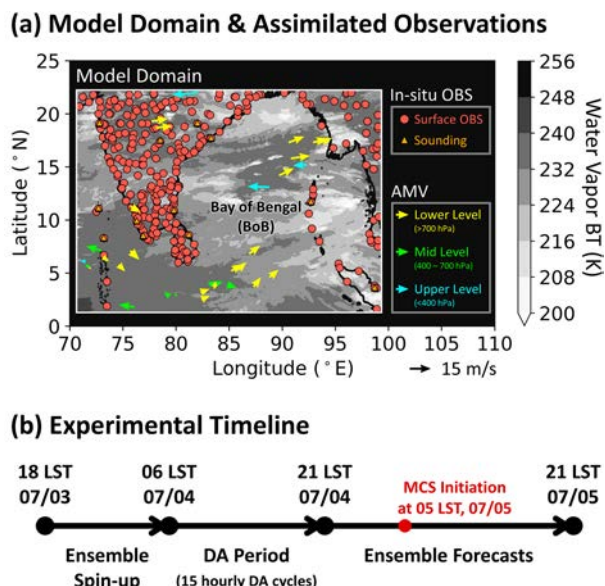 (a) Model Domain & Assimilated Observations
25
20
15
10
5
0
Latitude (°N)
Model Domain
Bay of Bengal
(BoB)
In-situ OBS
Surface OBS
Sounding
AMV
Lower Level
(>700 hPa)
Mid Level
(400 ~ 700 hPa)
Upper Level
(<400 hPa)
256
248
240
232
224
216
208
200
Water Vapor BT (K)
70 75 80 85 90 95 100 105 110
Longitude (°E)
15 m/s
(b) Experimental Timeline
18 LST 06 LST 21 LST 21 LST
07/03 07/04 07/04 07/05
MCS Initiation
at 05 LST, 07/05
Ensemble DA Period Ensemble Forecasts
Spin-up (15 hourly DA cycles)